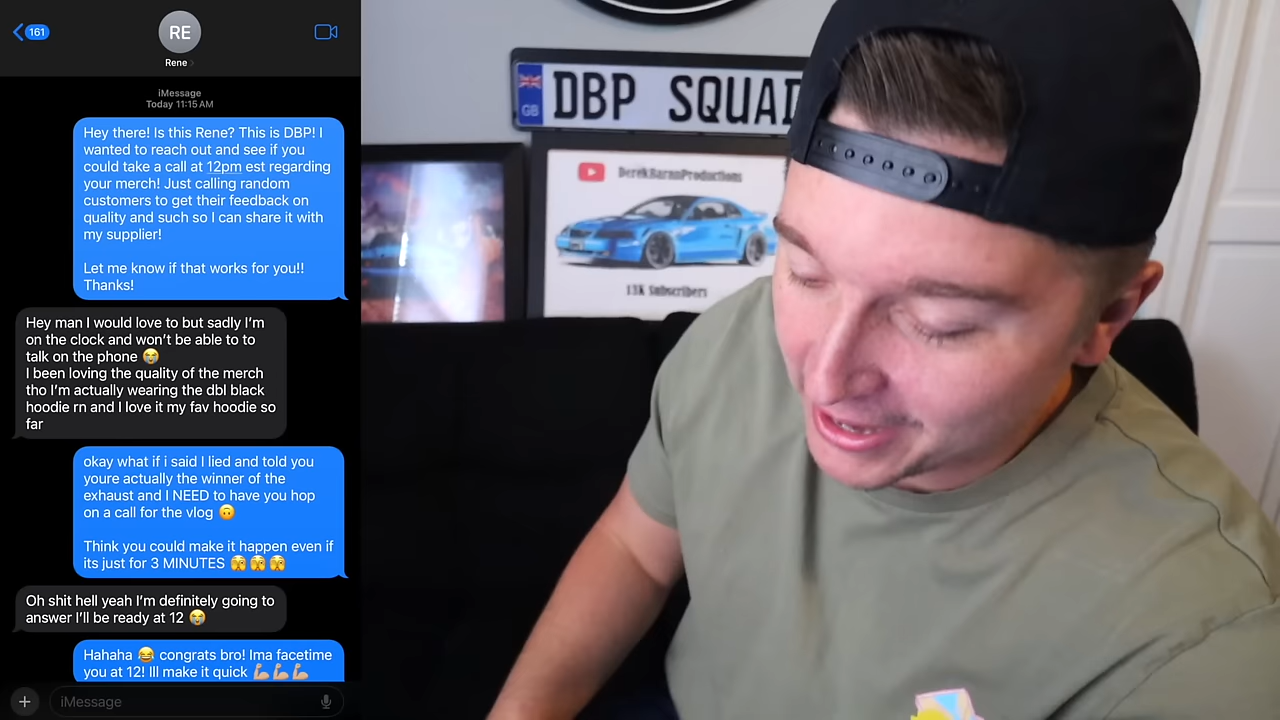 161
RE
Rene
iMessage
Today 11:15 AM
Hey there! Is this Rene? This is DBP! I
wanted to reach out and see if you
could take a call at 12pm est regarding
your merch! Just calling random
customers to get their feedback on
quality and such so I can share it with
my supplier!
Let me know if that works for you!!
Thanks!
Hey man I would love to but sadly I'm
on the clock and won't be able to to
talk on the phone 😭
I been loving the quality of the merch
tho I'm actually wearing the dbl black
hoodie rn and I love it my fav hoodie so
far
okay what if i said I lied and told you
youre actually the winner of the
exhaust and I NEED to have you hop
on a call for the vlog 🙃
Think you could make it happen even if
its just for 3 MINUTES 🫣🫣🫣
Oh shit hell yeah I'm definitely going to
answer I'll be ready at 12 😭
Hahaha 😂 congrats bro! Ima facetime
you at 12! Ill make it quick 💪🏼💪🏼💪🏼
iMessage
GB
DBP SQUAD
DerekBarnaProductions
13K Subscribers